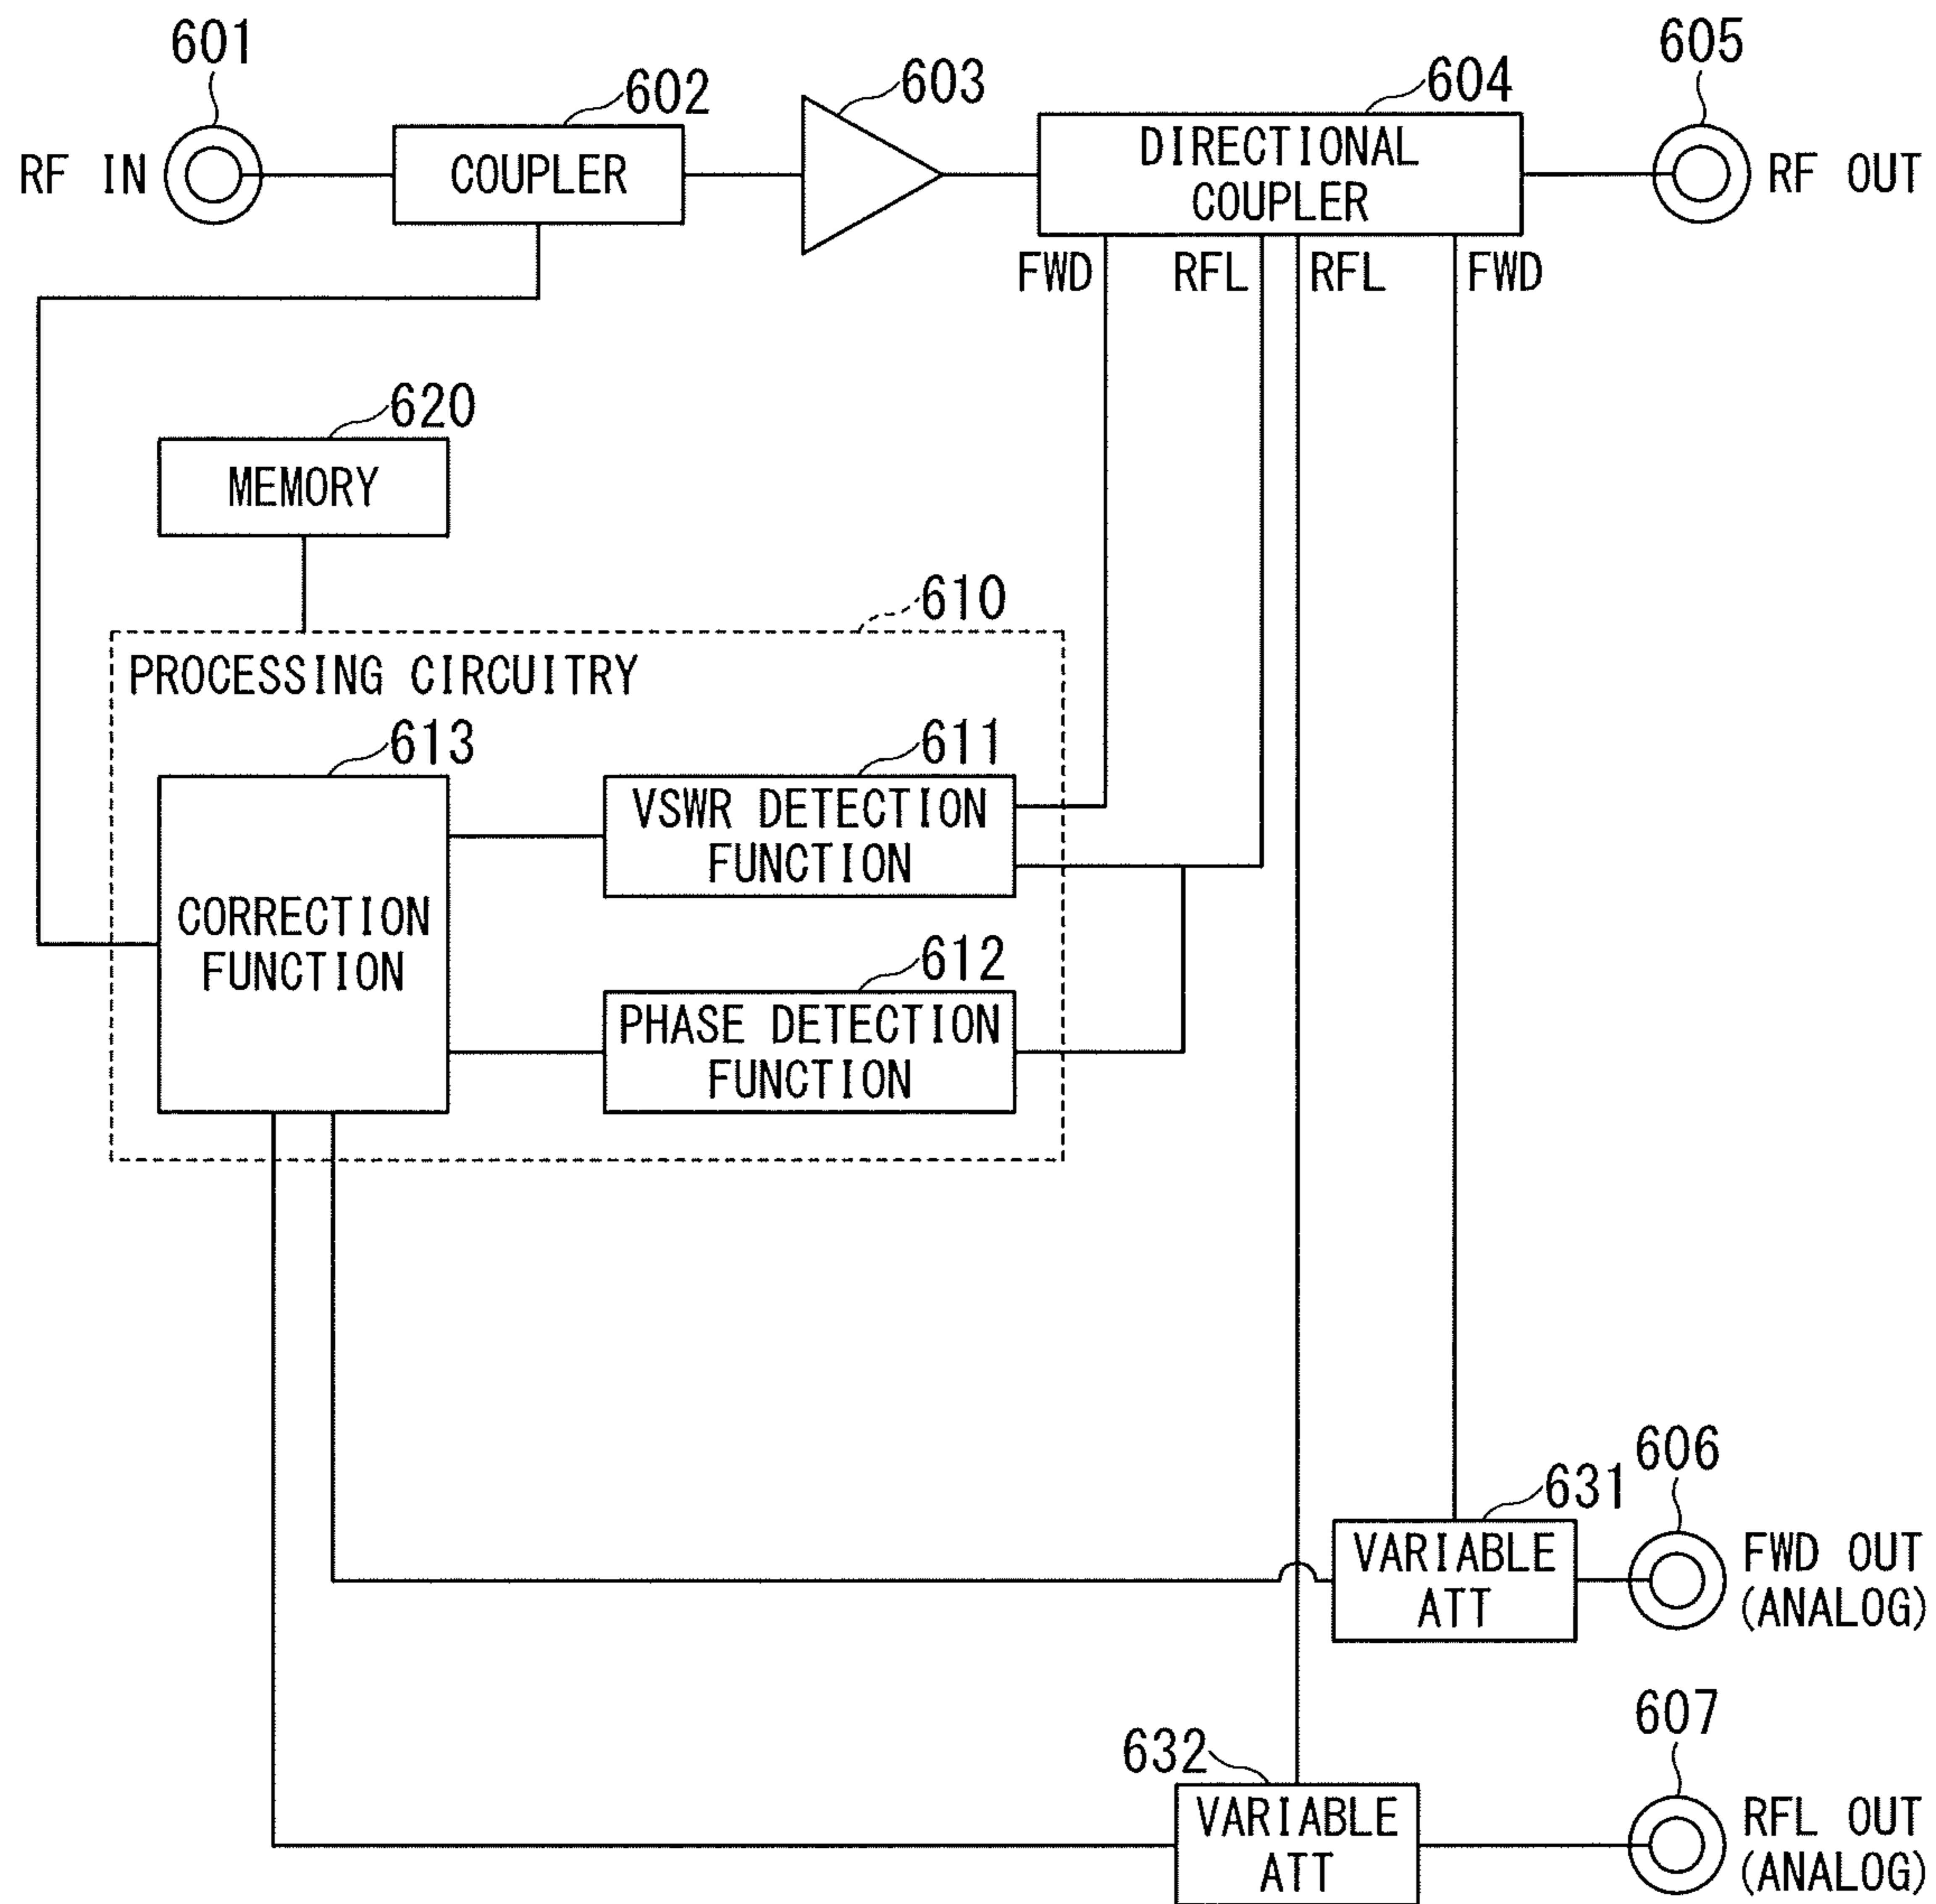 601
602
603
604
605
RF IN
COUPLER
DIRECTIONAL
COUPLER
RF OUT
FWD
RFL
RFL
FWD
620
MEMORY
610
PROCESSING CIRCUITRY
613
611
VSWR DETECTION
FUNCTION
CORRECTION
FUNCTION
612
PHASE DETECTION
FUNCTION
606
631
VARIABLE
ATT
FWD OUT
(ANALOG)
607
632
VARIABLE
ATT
RFL OUT
(ANALOG)